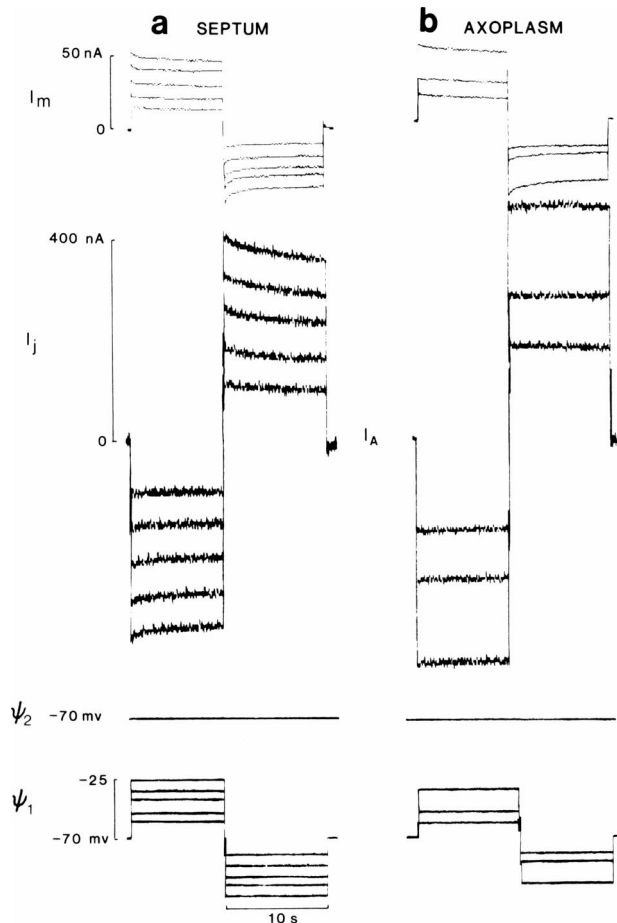 a SEPTUM
b AXOPLASM
50 nA
Im
0
400 nA
Ij
0
IA
ψ2 -70 mv
-25
ψ1
-70 mv
10 s